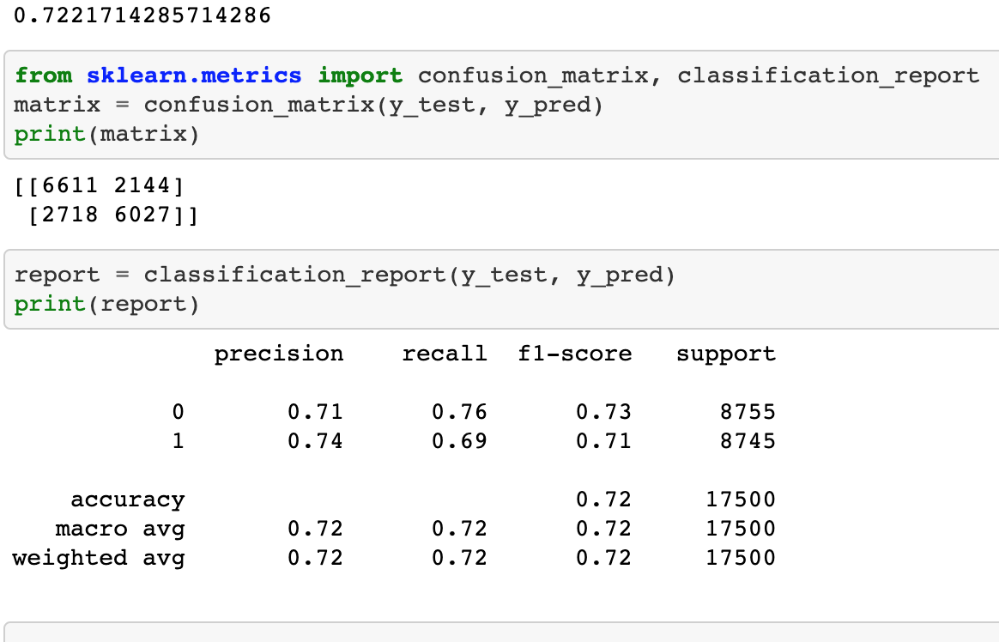 0.7221714285714286
from sklearn.metrics import confusion_matrix, classification_report
matrix = confusion_matrix(y_test, y_pred)
print(matrix)
[[6611 2144]
 [2718 6027]]
report = classification_report(y_test, y_pred)
print(report)
              precision    recall  f1-score   support
           0       0.71      0.76      0.73      8755
           1       0.74      0.69      0.71      8745
    accuracy                           0.72     17500
   macro avg       0.72      0.72      0.72     17500
weighted avg       0.72      0.72      0.72     17500